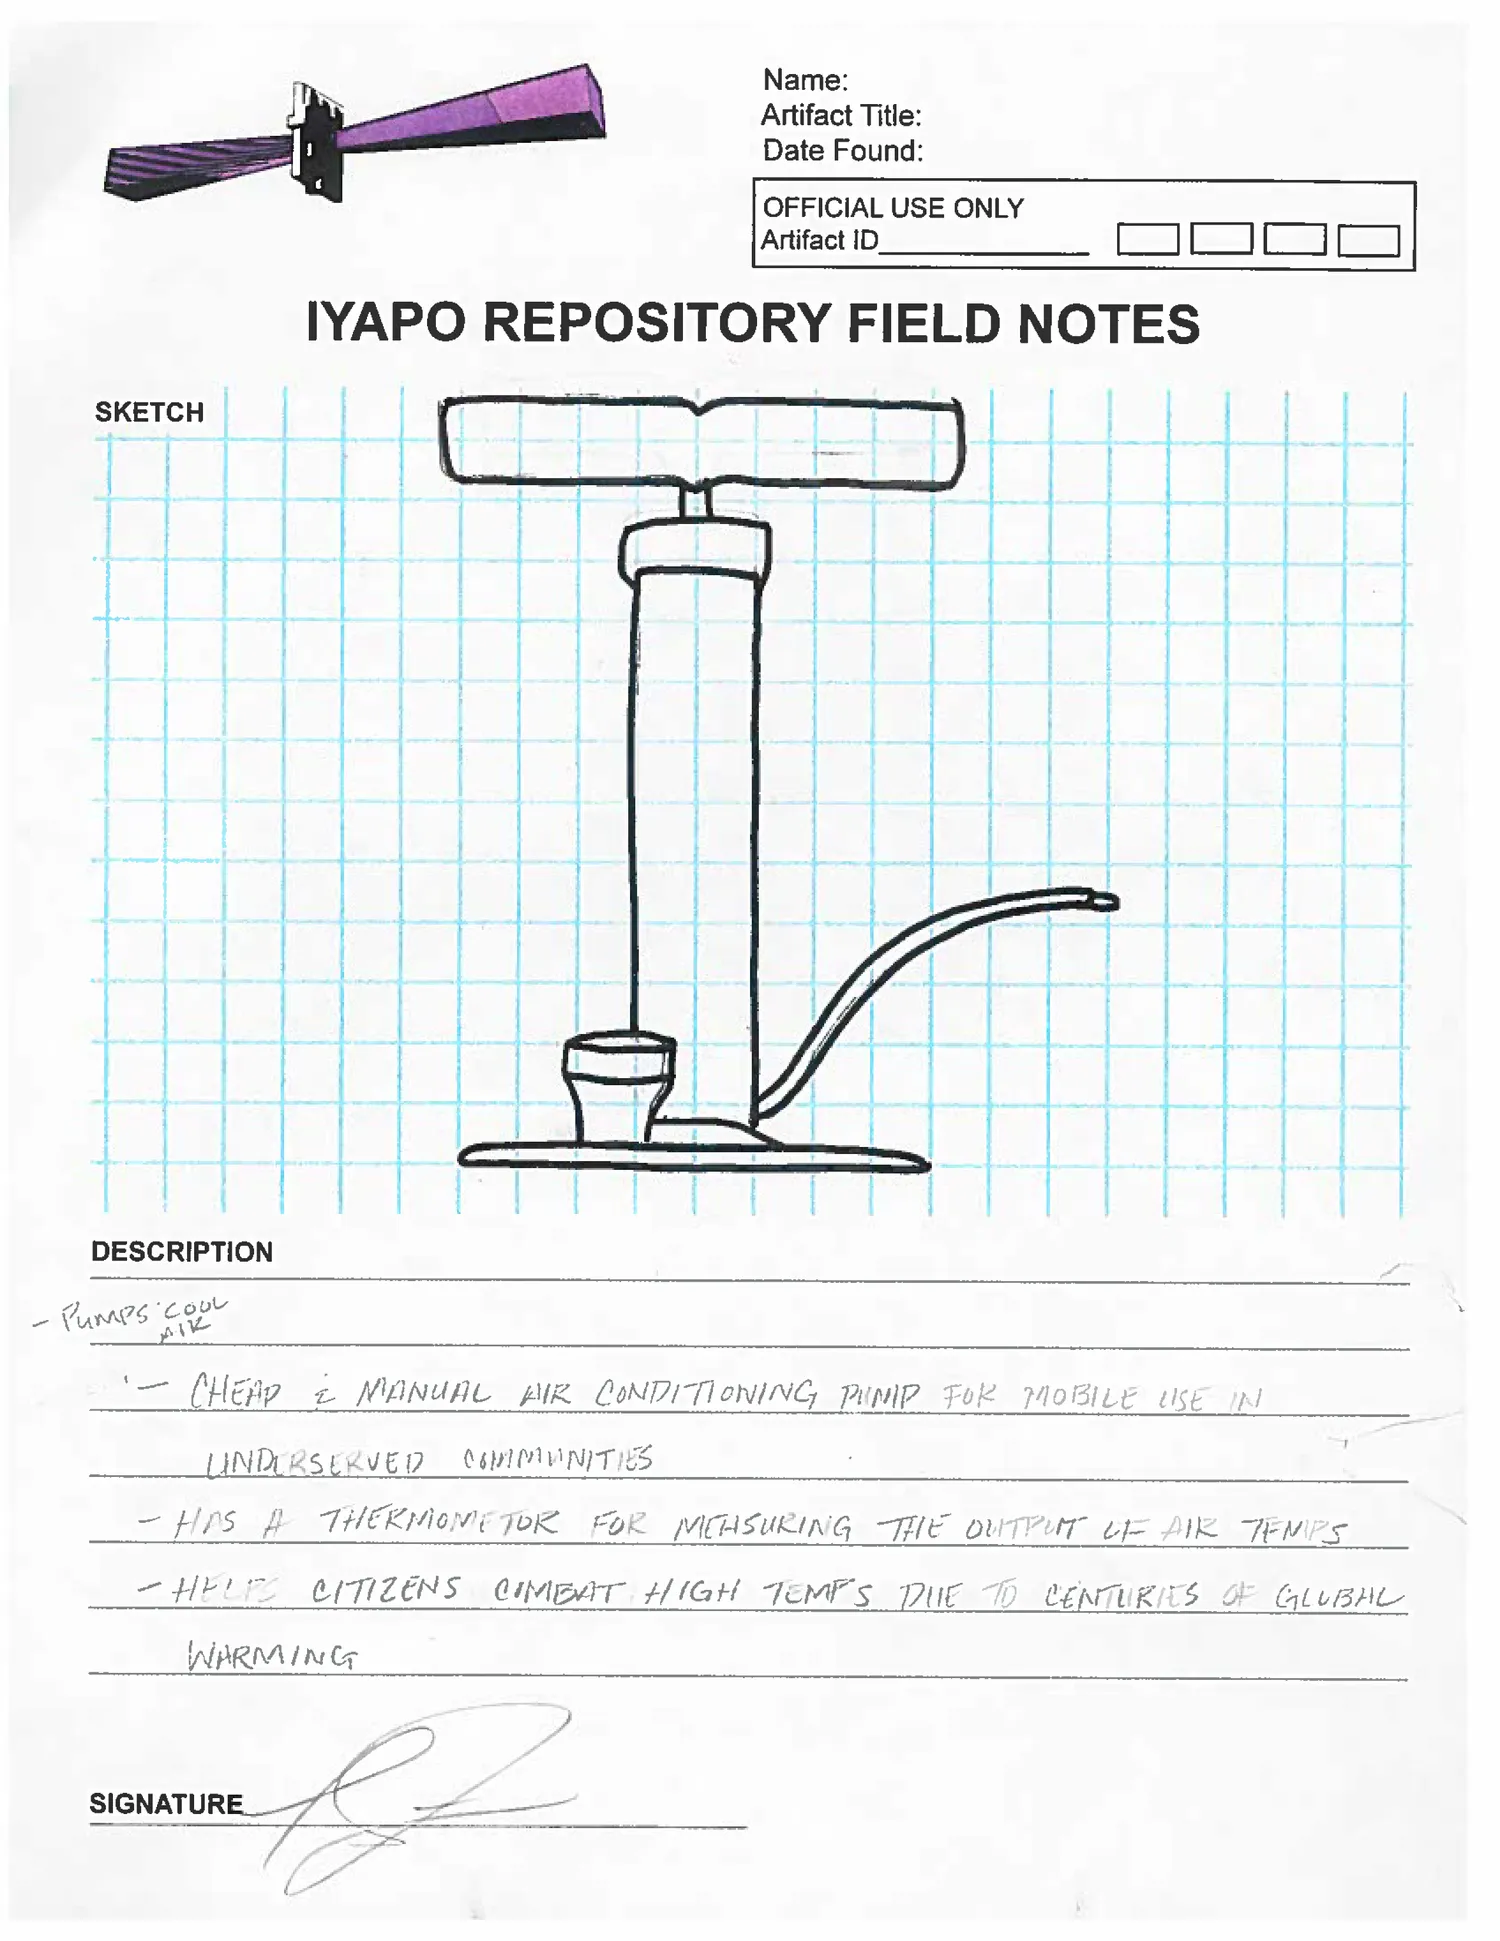 Name:
Artifact Title:
Date Found:
OFFICIAL USE ONLY
Artifact ID
IYAPO REPOSITORY FIELD NOTES
SKETCH
DESCRIPTION
- PUMPS COOL
AIR
- CHEAP & MANUAL AIR CONDITIONING PUMP FOR MOBILE USE IN
UNDERSERVED COMMUNITIES
- HAS A THERMOMETOR FOR MEASURING THE OUTPUT OF AIR TEMPS
- HELPS CITIZENS COMBAT HIGH TEMPS DUE TO CENTURIES OF GLOBAL
WARMING
SIGNATURE